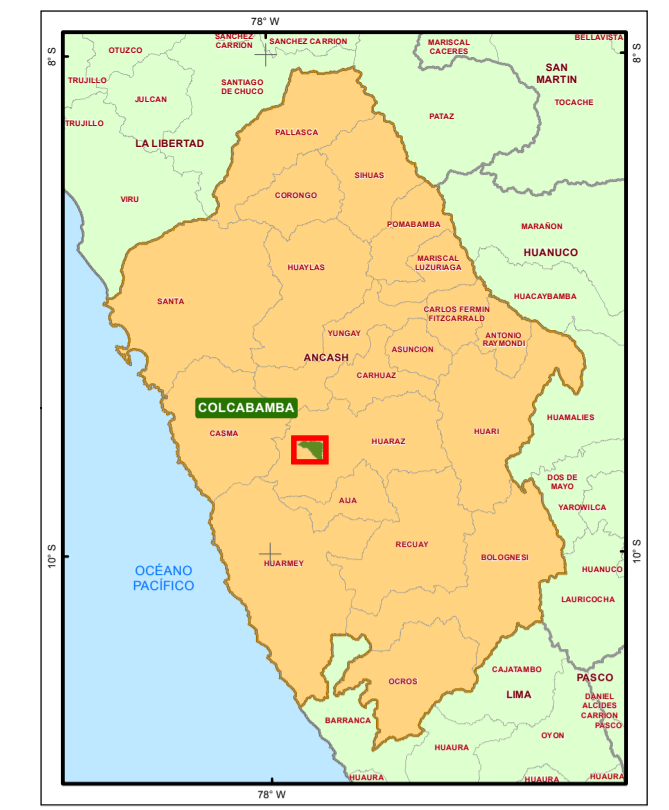 78° W
SANCHEZ
CARRIÓN
SANCHEZ CARRION
MARISCAL
CACERES
BELLAVISTA
8° S
8° S
OTUZCO
SAN
MARTIN
TRUJILLO
SANTIAGO
DE CHUCO
JULCAN
TOCACHE
PATAZ
TRUJILLO
PALLASCA
LA LIBERTAD
SIHUAS
CORONGO
VIRU
POMABAMBA
MARAÑON
HUANUCO
MARISCAL
LUZURIAGA
HUAYLAS
HUACAYBAMBA
SANTA
CARLOS FERMIN
FITZCARRALD
YUNGAY
ANTONIO
RAYMONDI
ASUNCION
ANCASH
CARHUAZ
COLCABAMBA
HUAMALIES
CASMA
HUARAZ
HUARI
DOS DE
MAYO
AIJA
YAROWILCA
RECUAY
10° S
10° S
HUARMEY
BOLOGNESI
OCÉANO
PACÍFICO
HUANUCO
LAURICOCHA
CAJATAMBO
PASCO
OCROS
LIMA
DANIEL
ALCIDES
CARRION
PASCO
BARRANCA
OYON
HUAURA
HUAURA
HUAURA
HUAURA
78° W